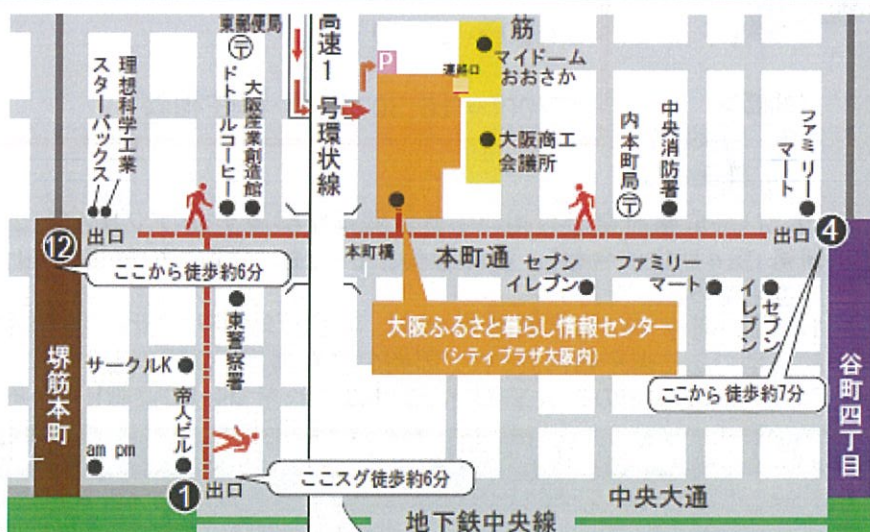 東郵便局
理想科学工業
スターバックス
ドトールコーヒー
大阪産業創造館
高速1号環状線
P
筋
マイドーム
おおさか
連絡口
大阪商工
会議所
内本町局
中央消防署
ファミリー
マート
12
出口
ここから徒歩約6分
本町橋
本町通
セブン
イレブン
ファミリー
マート
セブン
イレブン
出口
4
東警察署
大阪ふるさと暮らし情報センター
(シティプラザ大阪内)
堺筋本町
サークルK
帝人ビル
am pm
ここから徒歩約7分
谷町四丁目
1
出口
ここスグ徒歩約6分
中央大通
地下鉄中央線